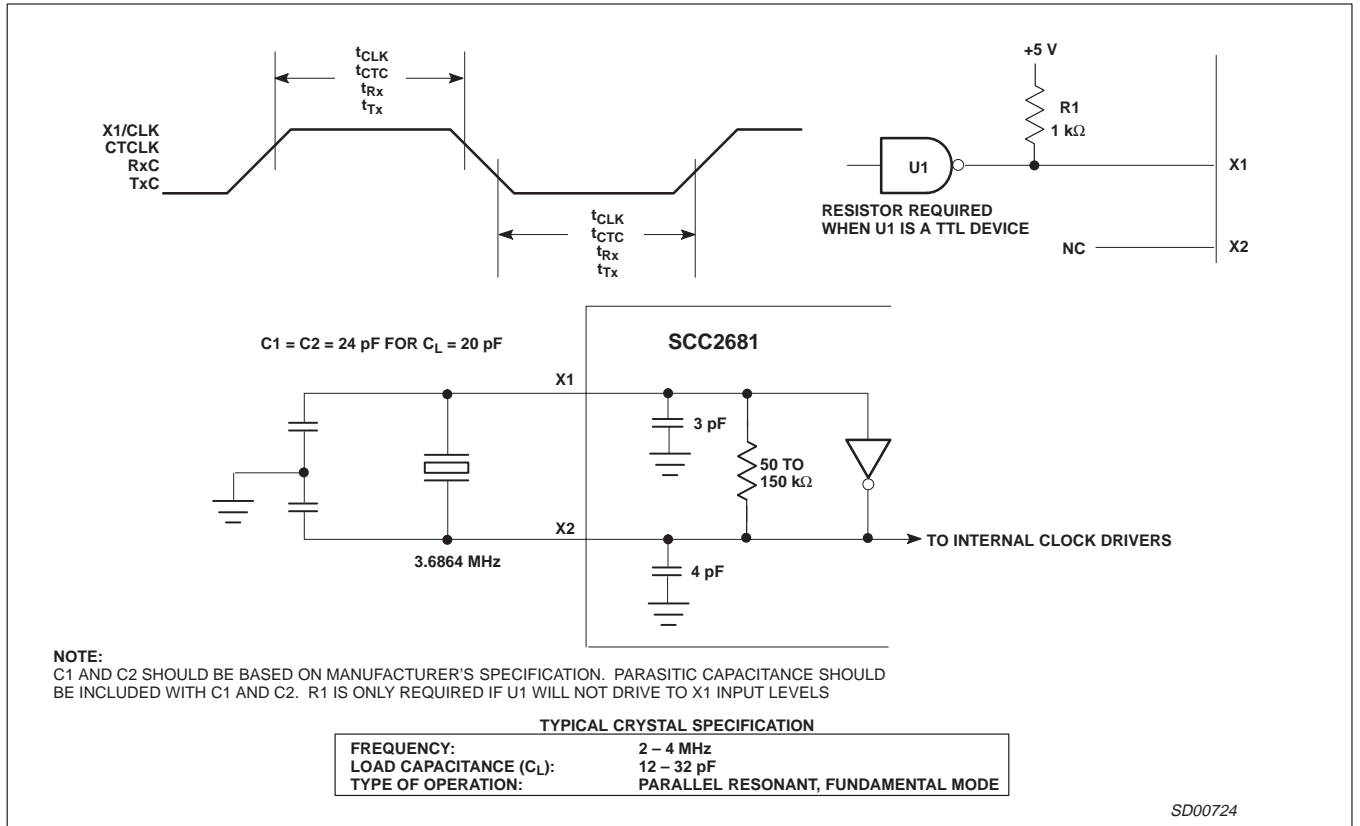 tCLK
tCTC
tRx
tTx
X1/CLK
CTCLK
RxC
TxC
tCLK
tCTC
tRx
tTx
+5 V
R1
1 kΩ
U1
X1
RESISTOR REQUIRED
WHEN U1 IS A TTL DEVICE
NC
X2
C1 = C2 = 24 pF FOR CL = 20 pF
SCC2681
X1
3 pF
50 TO
150 kΩ
X2
TO INTERNAL CLOCK DRIVERS
3.6864 MHz
4 pF
NOTE:
C1 AND C2 SHOULD BE BASED ON MANUFACTURER'S SPECIFICATION. PARASITIC CAPACITANCE SHOULD
BE INCLUDED WITH C1 AND C2. R1 IS ONLY REQUIRED IF U1 WILL NOT DRIVE TO X1 INPUT LEVELS
TYPICAL CRYSTAL SPECIFICATION
FREQUENCY: 2 – 4 MHz
LOAD CAPACITANCE (CL): 12 – 32 pF
TYPE OF OPERATION: PARALLEL RESONANT, FUNDAMENTAL MODE
SD00724